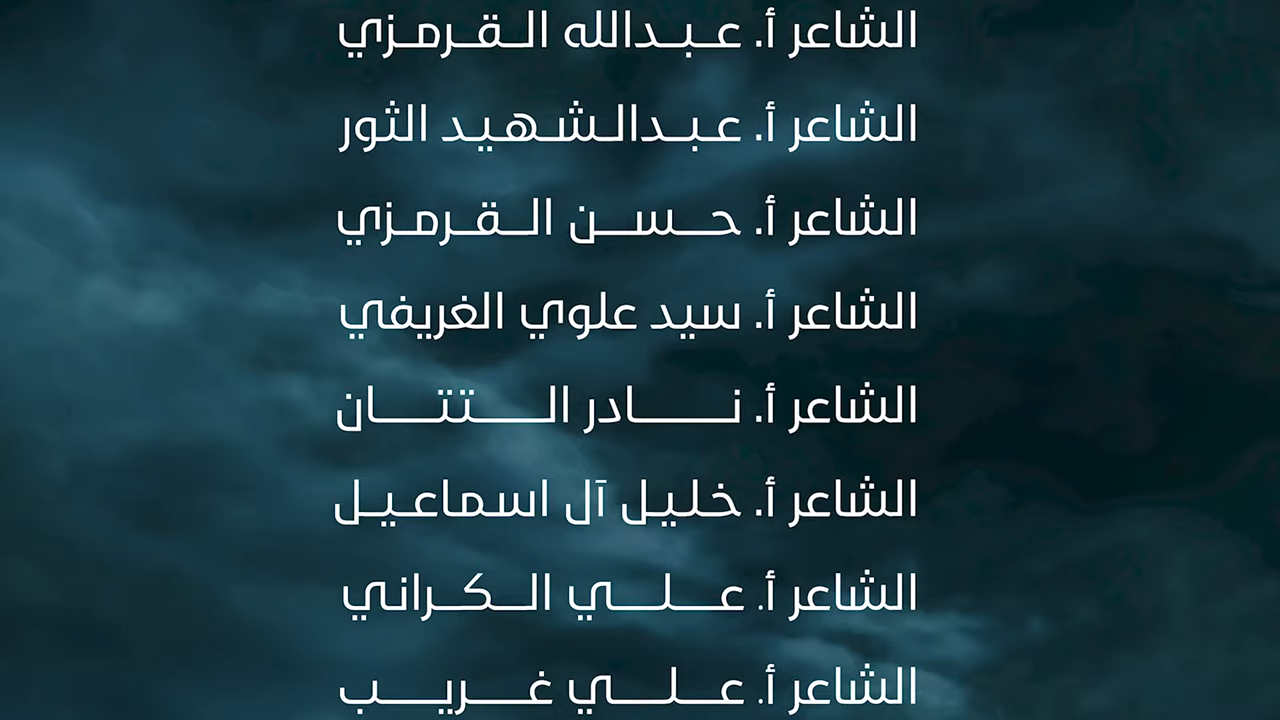 الشاعر أ. عبدالله القرمزي
الشاعر أ. عبدالشهيد الثور
الشاعر أ. حسن القرمزي
الشاعر أ. سيد علوي الغريفي
الشاعر أ. نادر التتان
الشاعر أ. خليل آل اسماعيل
الشاعر أ. علي الكراني
الشاعر أ. علي غريب